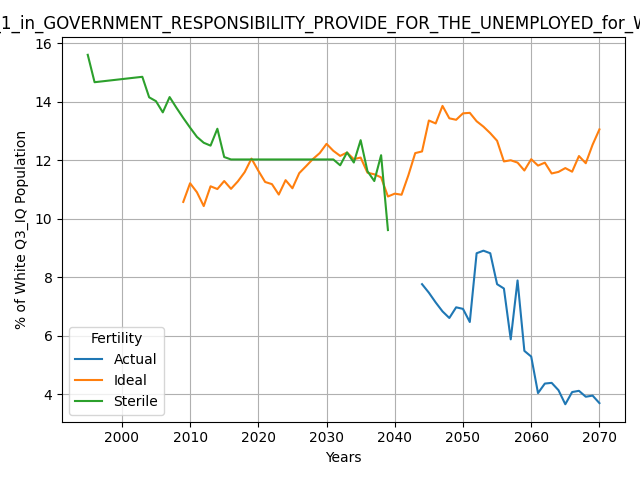 _1_in_GOVERNMENT_RESPONSIBILITY_PROVIDE_FOR_THE_UNEMPLOYED_for_W
16
14
12
10
8
6
4
% of White Q3_IQ Population
Fertility
Actual
Ideal
Sterile
2000 2010 2020 2030 2040 2050 2060 2070
Years